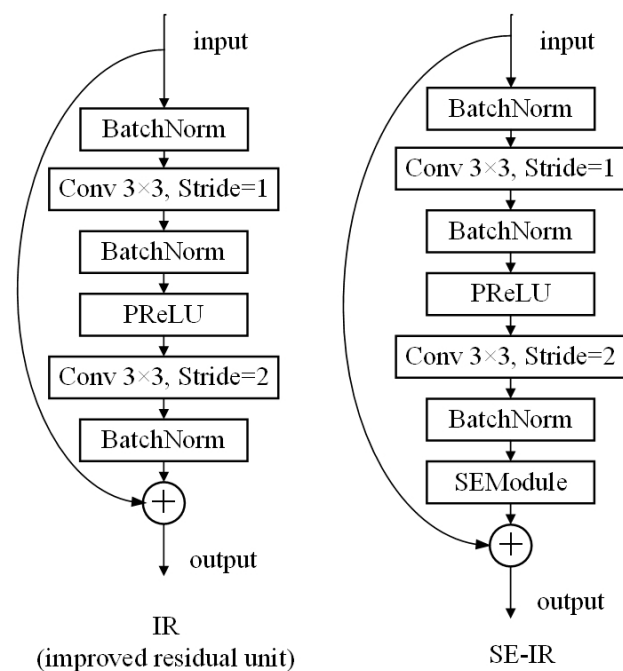 input
BatchNorm
Conv 3×3, Stride=1
BatchNorm
PReLU
Conv 3×3, Stride=2
BatchNorm
+
output
IR
(improved residual unit)
input
BatchNorm
Conv 3×3, Stride=1
BatchNorm
PReLU
Conv 3×3, Stride=2
BatchNorm
SEModule
+
output
SE-IR